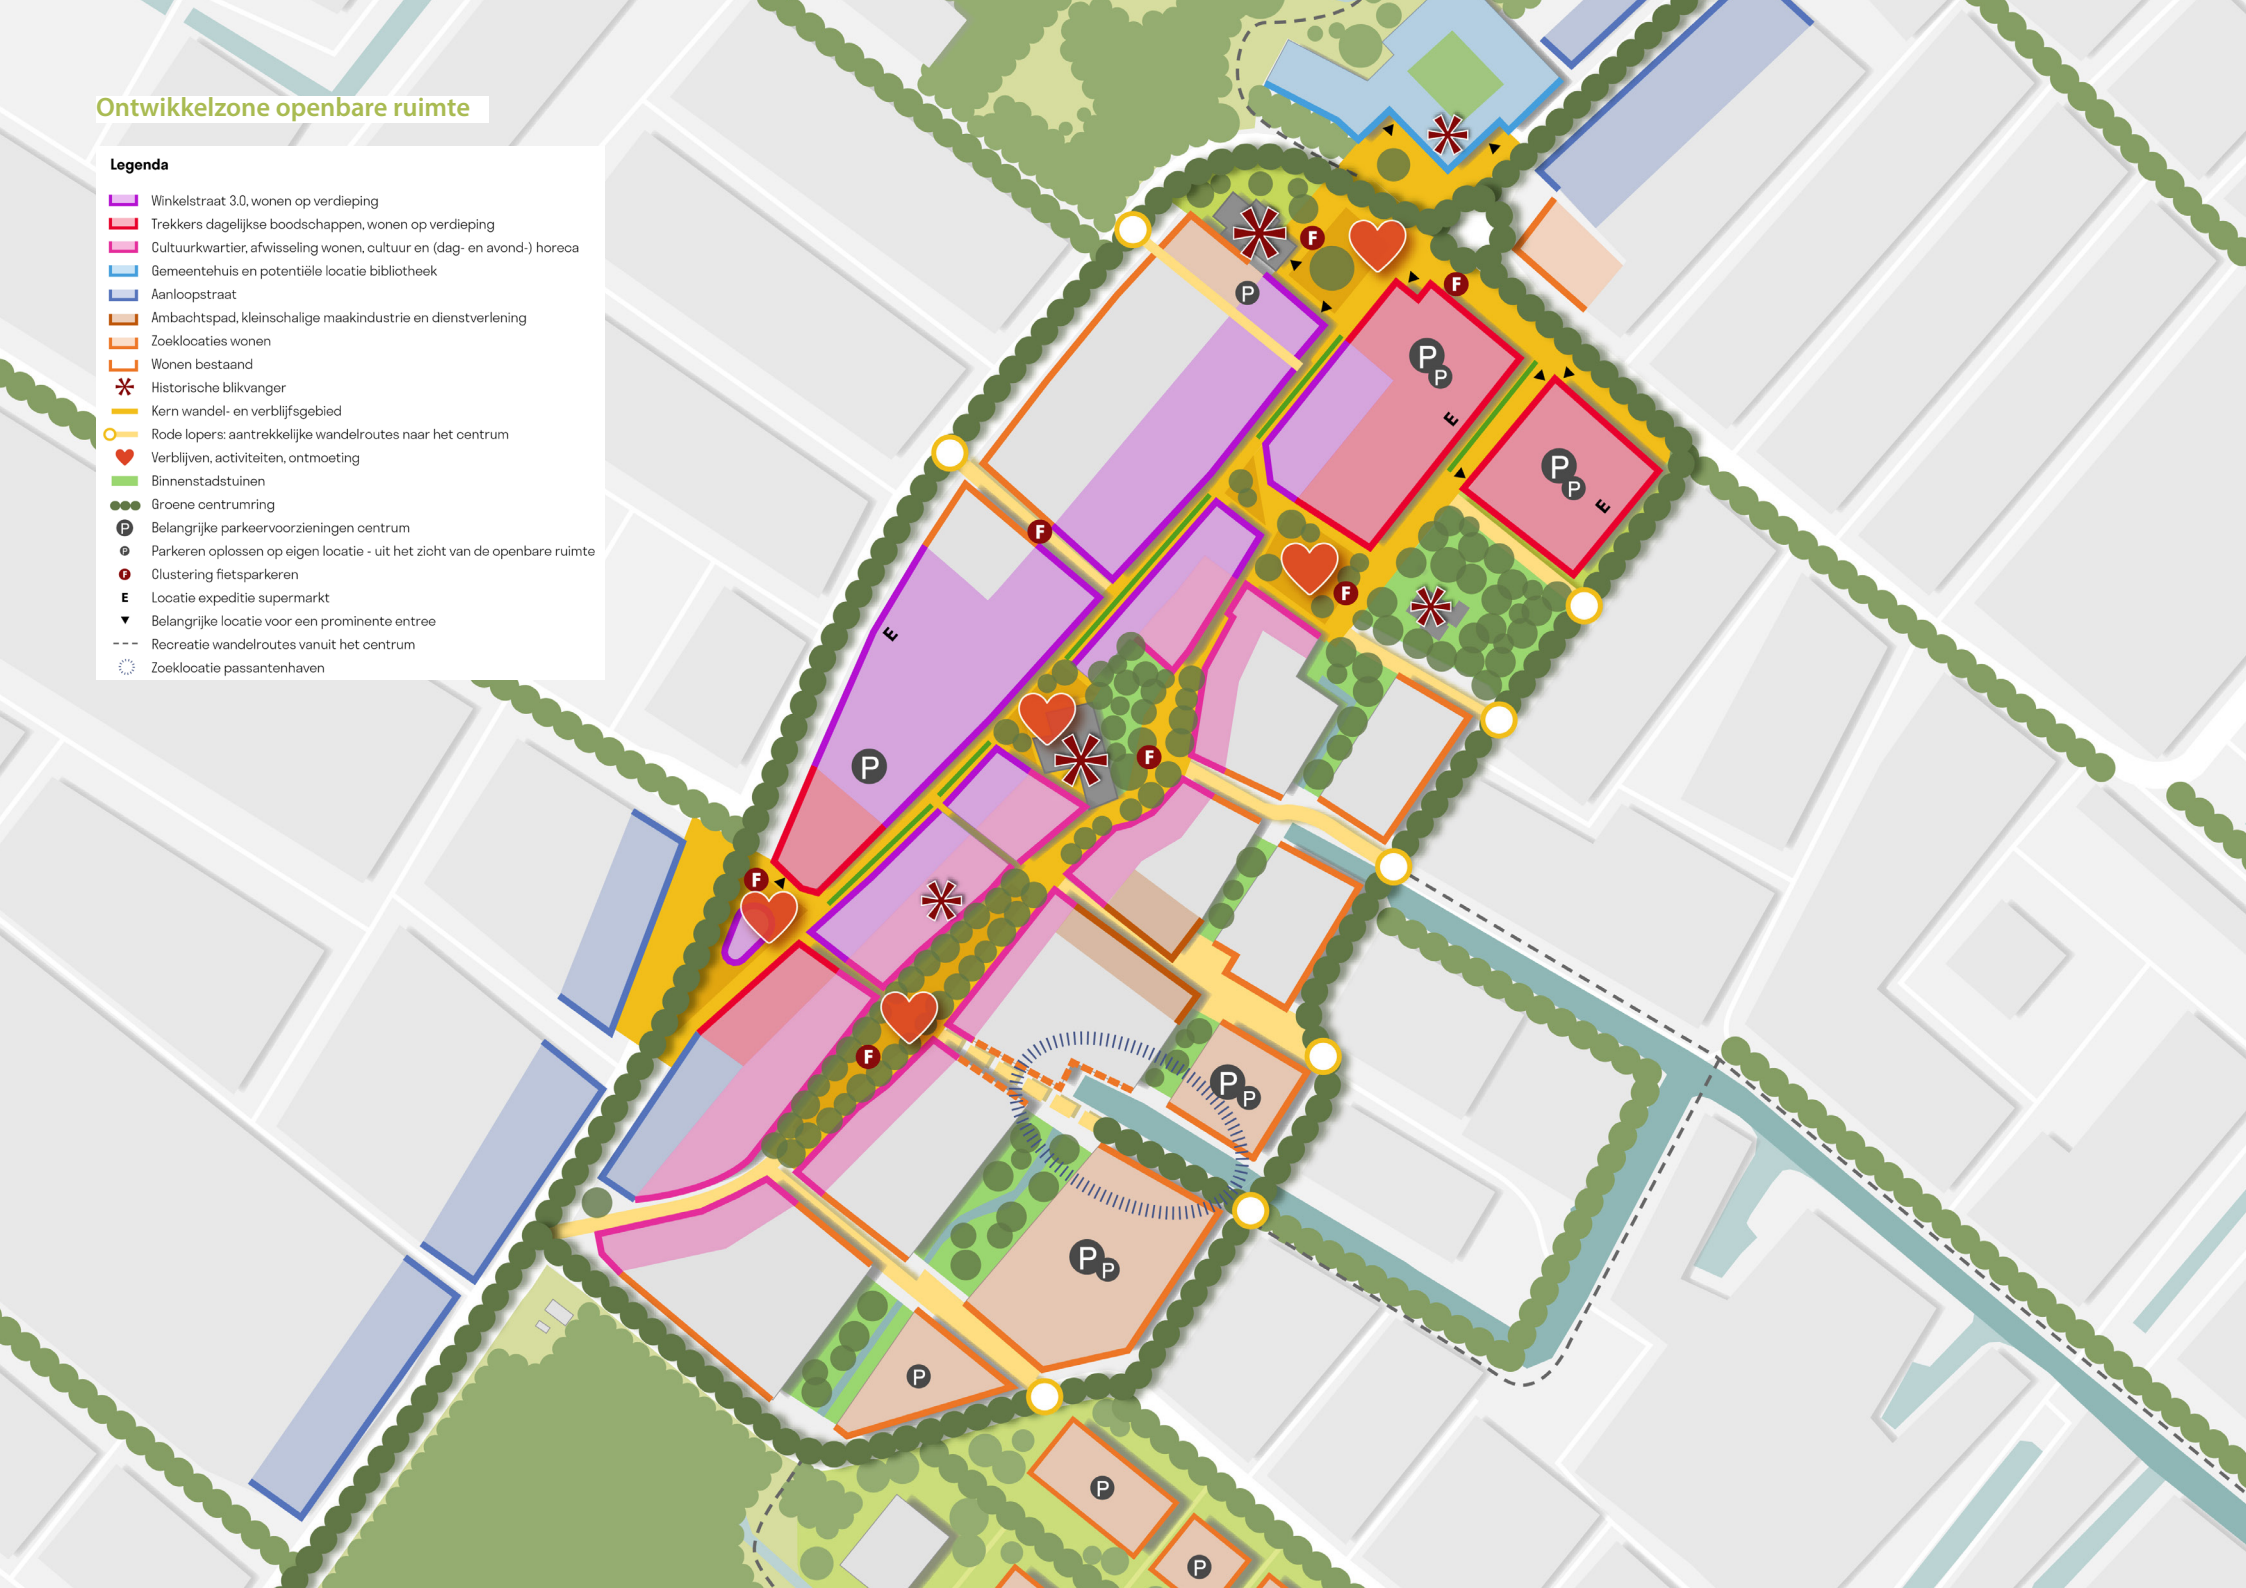 Ontwikkelzone openbare ruimte
Legenda
Winkelstraat 3.0, wonen op verdieping
Trekkers dagelijkse boodschappen, wonen op verdieping
Cultuurkwartier, afwisseling wonen, cultuur en (dag- en avond-) horeca
Gemeentehuis en potentiële locatie bibliotheek
Aanloopstraat
Ambachtspad, kleinschalige maakindustrie en dienstverlening
Zoeklocaties wonen
Wonen bestaand
Historische blikvanger
Kern wandel- en verblijfsgebied
Rode lopers: aantrekkelijke wandelroutes naar het centrum
Verblijven, activiteiten, ontmoeting
Binnenstadstuinen
Groene centrumring
P Belangrijke parkeervoorzieningen centrum
P Parkeren oplossen op eigen locatie - uit het zicht van de openbare ruimte
F Clustering fietsparkeren
E Locatie expeditie supermarkt
Belangrijke locatie voor een prominente entree
Recreatie wandelroutes vanuit het centrum
Zoeklocatie passantenhaven
F
F
P
P
P
E
P
P
E
F
F
E
F
P
F
F
F
P
P
P
P
P
P
P